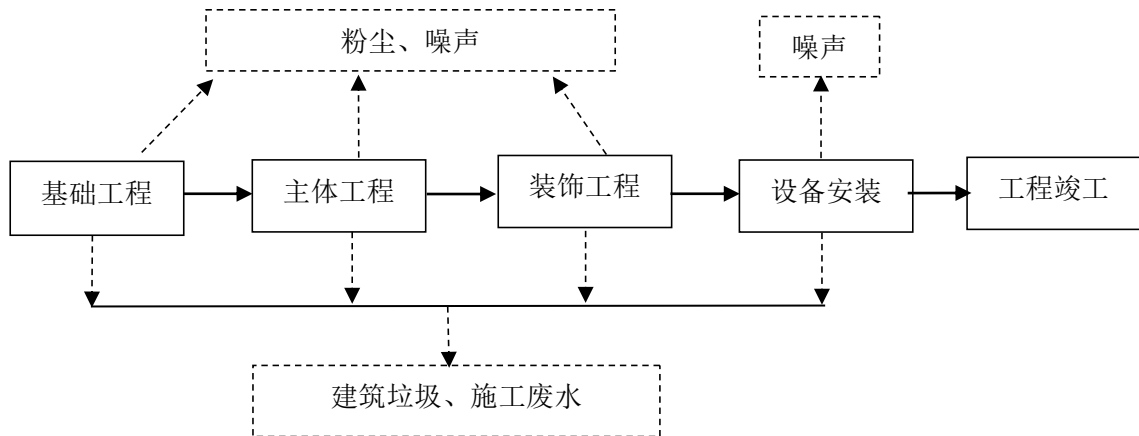 粉尘、噪声
噪声
基础工程
主体工程
装饰工程
设备安装
工程竣工
建筑垃圾、施工废水